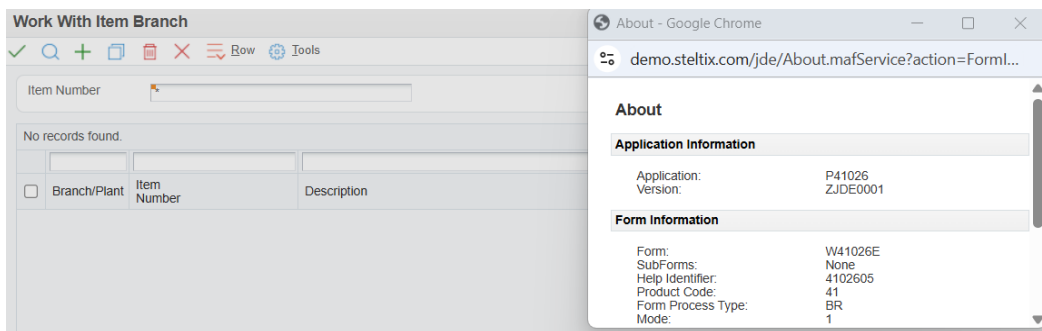 Work With Item Branch
Row Tools
Item Number *
No records found.
Branch/Plant Item Number Description
About - Google Chrome
demo.steltix.com/jde/About.mafService?action=FormI...
About
Application Information
Application: P41026
Version: ZJDE0001
Form Information
Form: W41026E
SubForms: None
Help Identifier: 4102605
Product Code: 41
Form Process Type: BR
Mode: 1